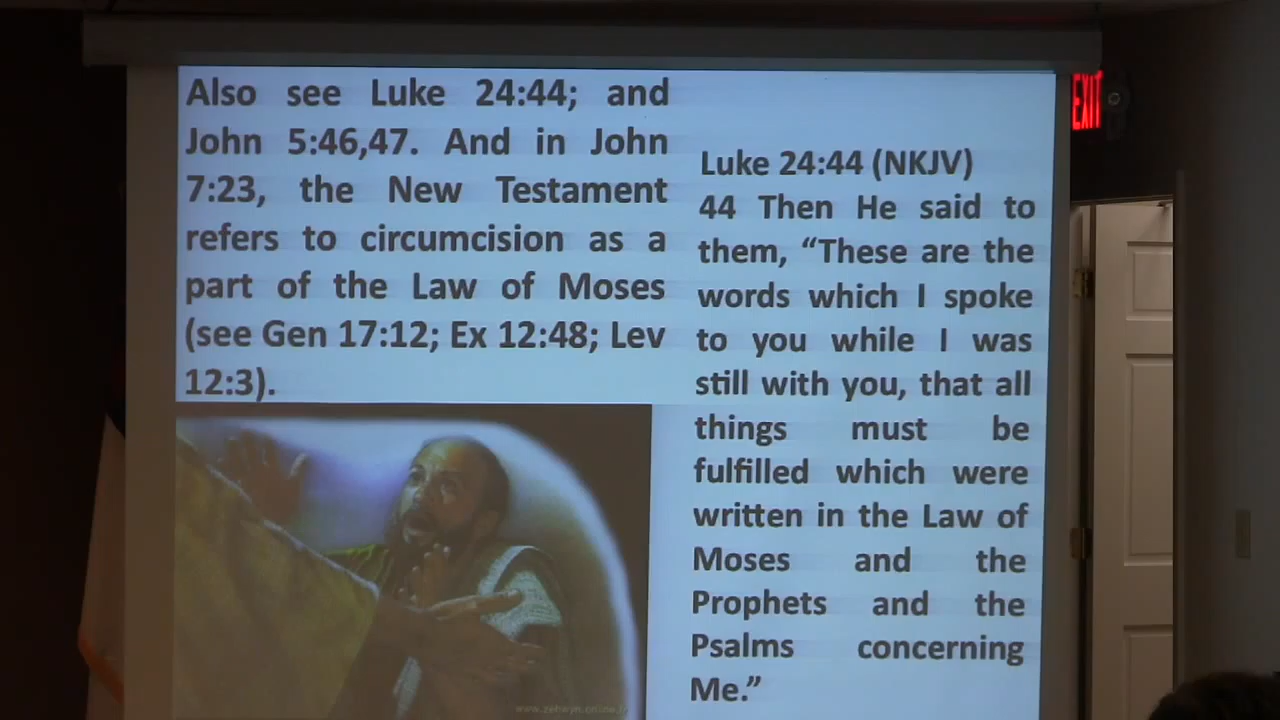 Also see Luke 24:44; and
John 5:46,47. And in John
7:23, the New Testament
refers to circumcision as a
part of the Law of Moses
(see Gen 17:12; Ex 12:48; Lev
12:3).
Luke 24:44 (NKJV)
44 Then He said to
them, “These are the
words which I spoke
to you while I was
still with you, that all
things must be
fulfilled which were
written in the Law of
Moses and the
Prophets and the
Psalms concerning
Me.”
EXIT